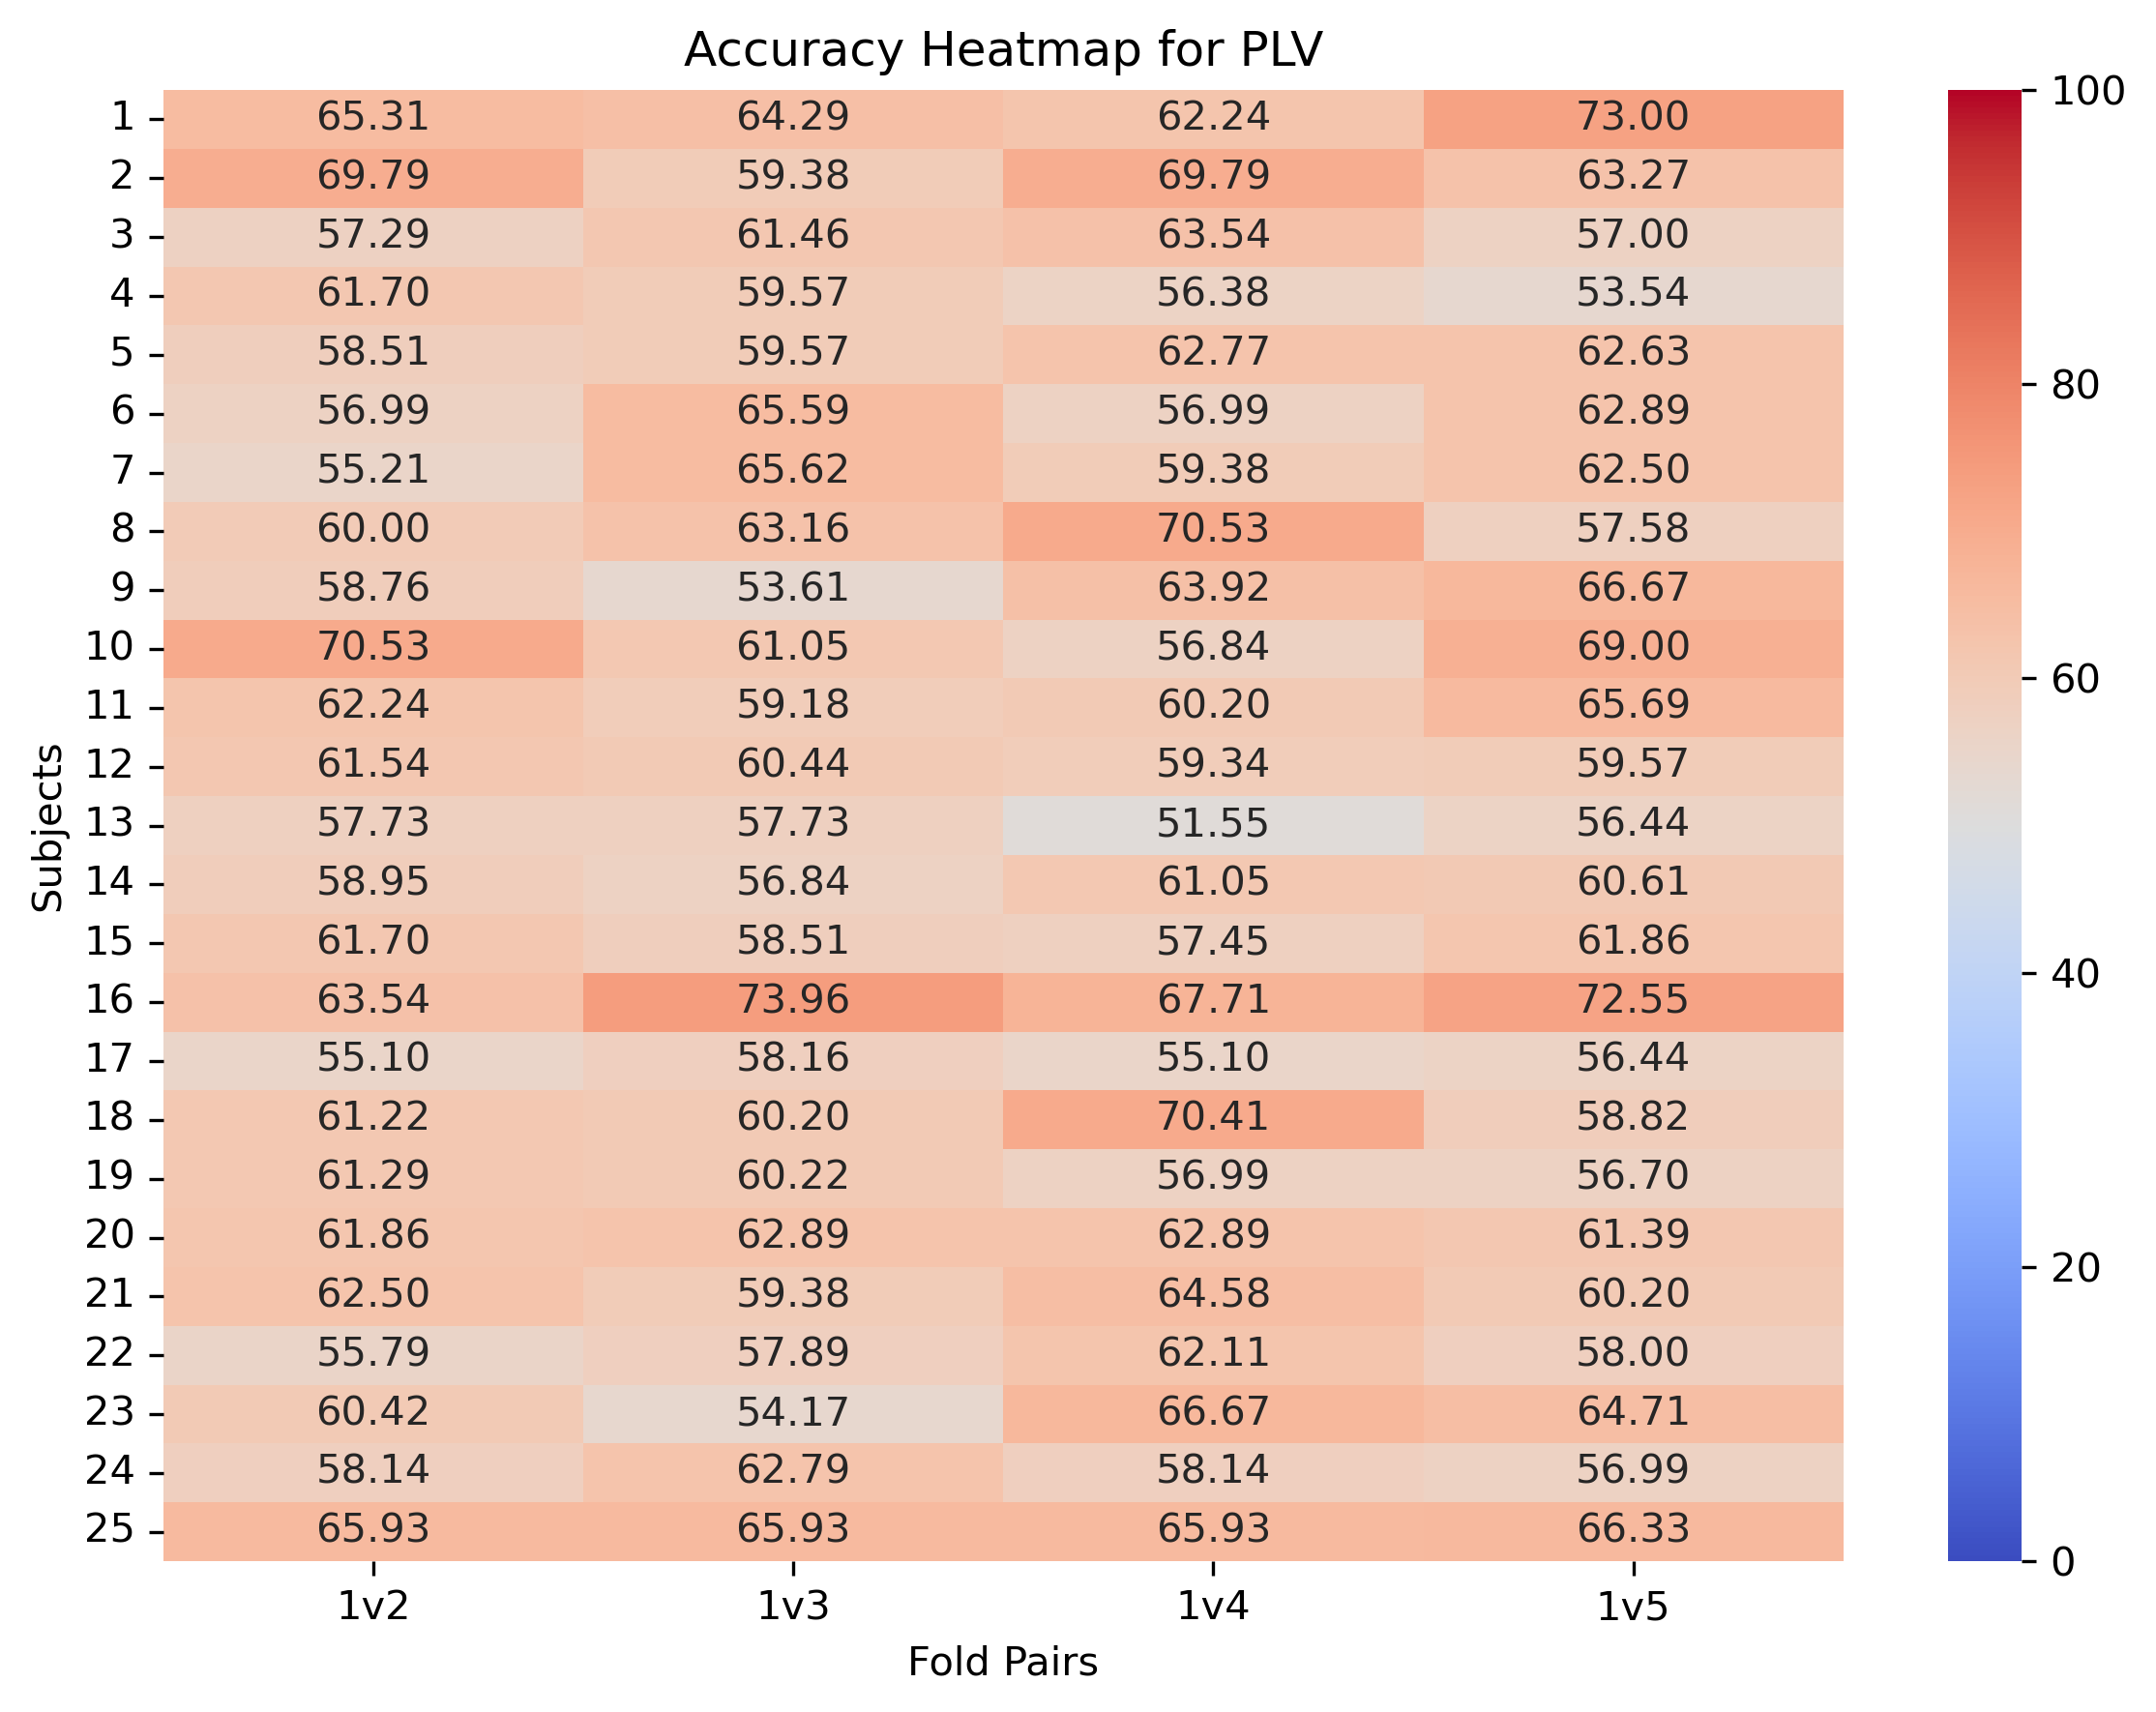 Accuracy Heatmap for PLV
1 65.31 64.29 62.24 73.00
2 69.79 59.38 69.79 63.27
3 57.29 61.46 63.54 57.00
4 61.70 59.57 56.38 53.54
5 58.51 59.57 62.77 62.63
6 56.99 65.59 56.99 62.89
7 55.21 65.62 59.38 62.50
8 60.00 63.16 70.53 57.58
9 58.76 53.61 63.92 66.67
10 70.53 61.05 56.84 69.00
11 62.24 59.18 60.20 65.69
12 61.54 60.44 59.34 59.57
13 57.73 57.73 51.55 56.44
14 58.95 56.84 61.05 60.61
15 61.70 58.51 57.45 61.86
16 63.54 73.96 67.71 72.55
17 55.10 58.16 55.10 56.44
18 61.22 60.20 70.41 58.82
19 61.29 60.22 56.99 56.70
20 61.86 62.89 62.89 61.39
21 62.50 59.38 64.58 60.20
22 55.79 57.89 62.11 58.00
23 60.42 54.17 66.67 64.71
24 58.14 62.79 58.14 56.99
25 65.93 65.93 65.93 66.33
1v2 1v3 1v4 1v5
Fold Pairs
Subjects
100
80
60
40
20
0